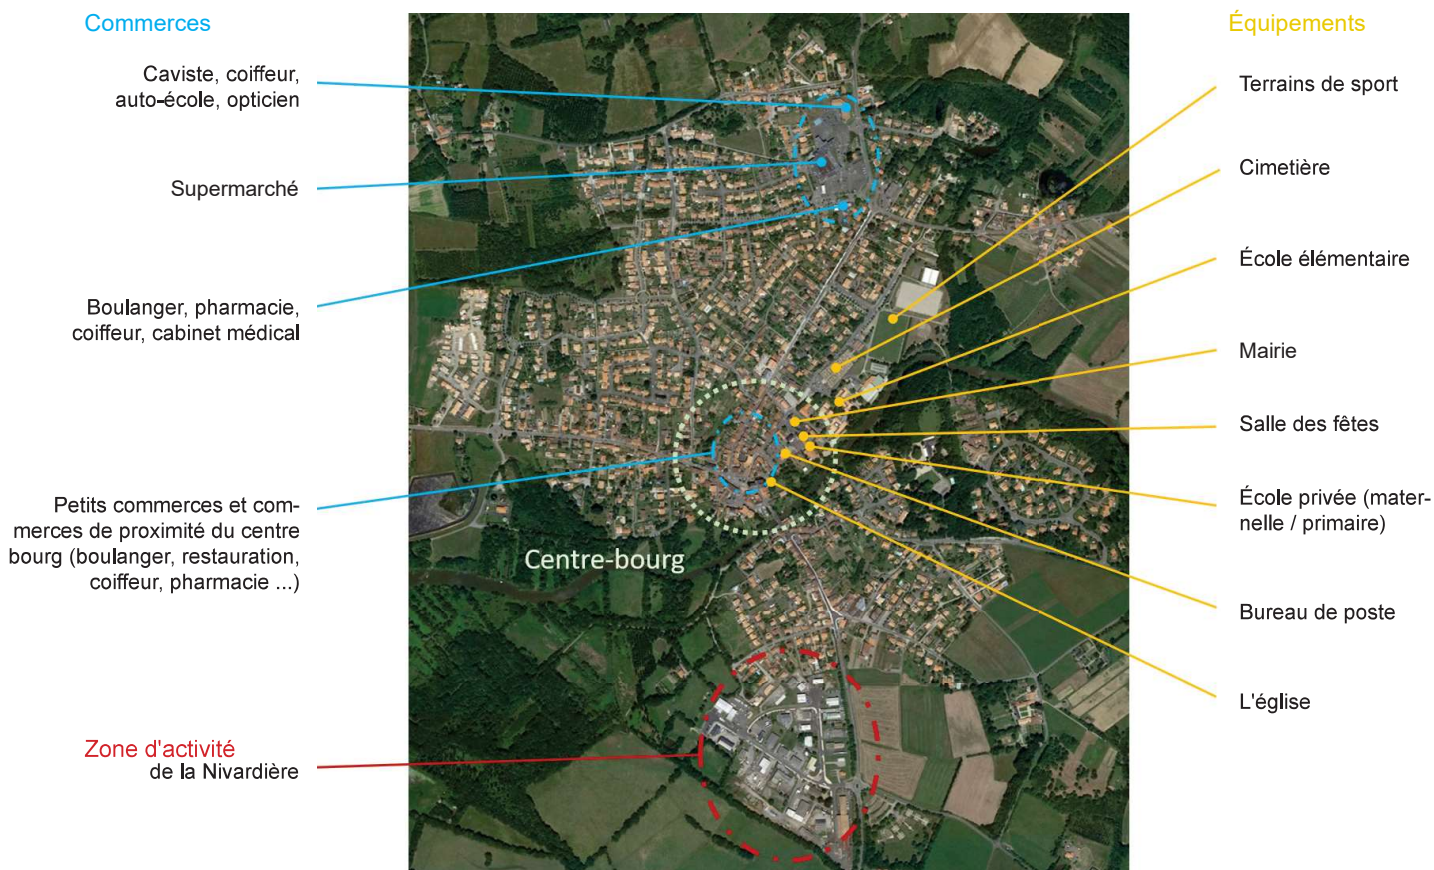 Commerces
Caviste, coiffeur,
auto-école, opticien
Supermarché
Boulanger, pharmacie,
coiffeur, cabinet médical
Petits commerces et com-
merces de proximité du centre
bourg (boulanger, restauration,
coiffeur, pharmacie ...)
Zone d'activité
de la Nivardière
Centre-bourg
Équipements
Terrains de sport
Cimetière
École élémentaire
Mairie
Salle des fêtes
École privée (mater-
nelle / primaire)
Bureau de poste
L'église